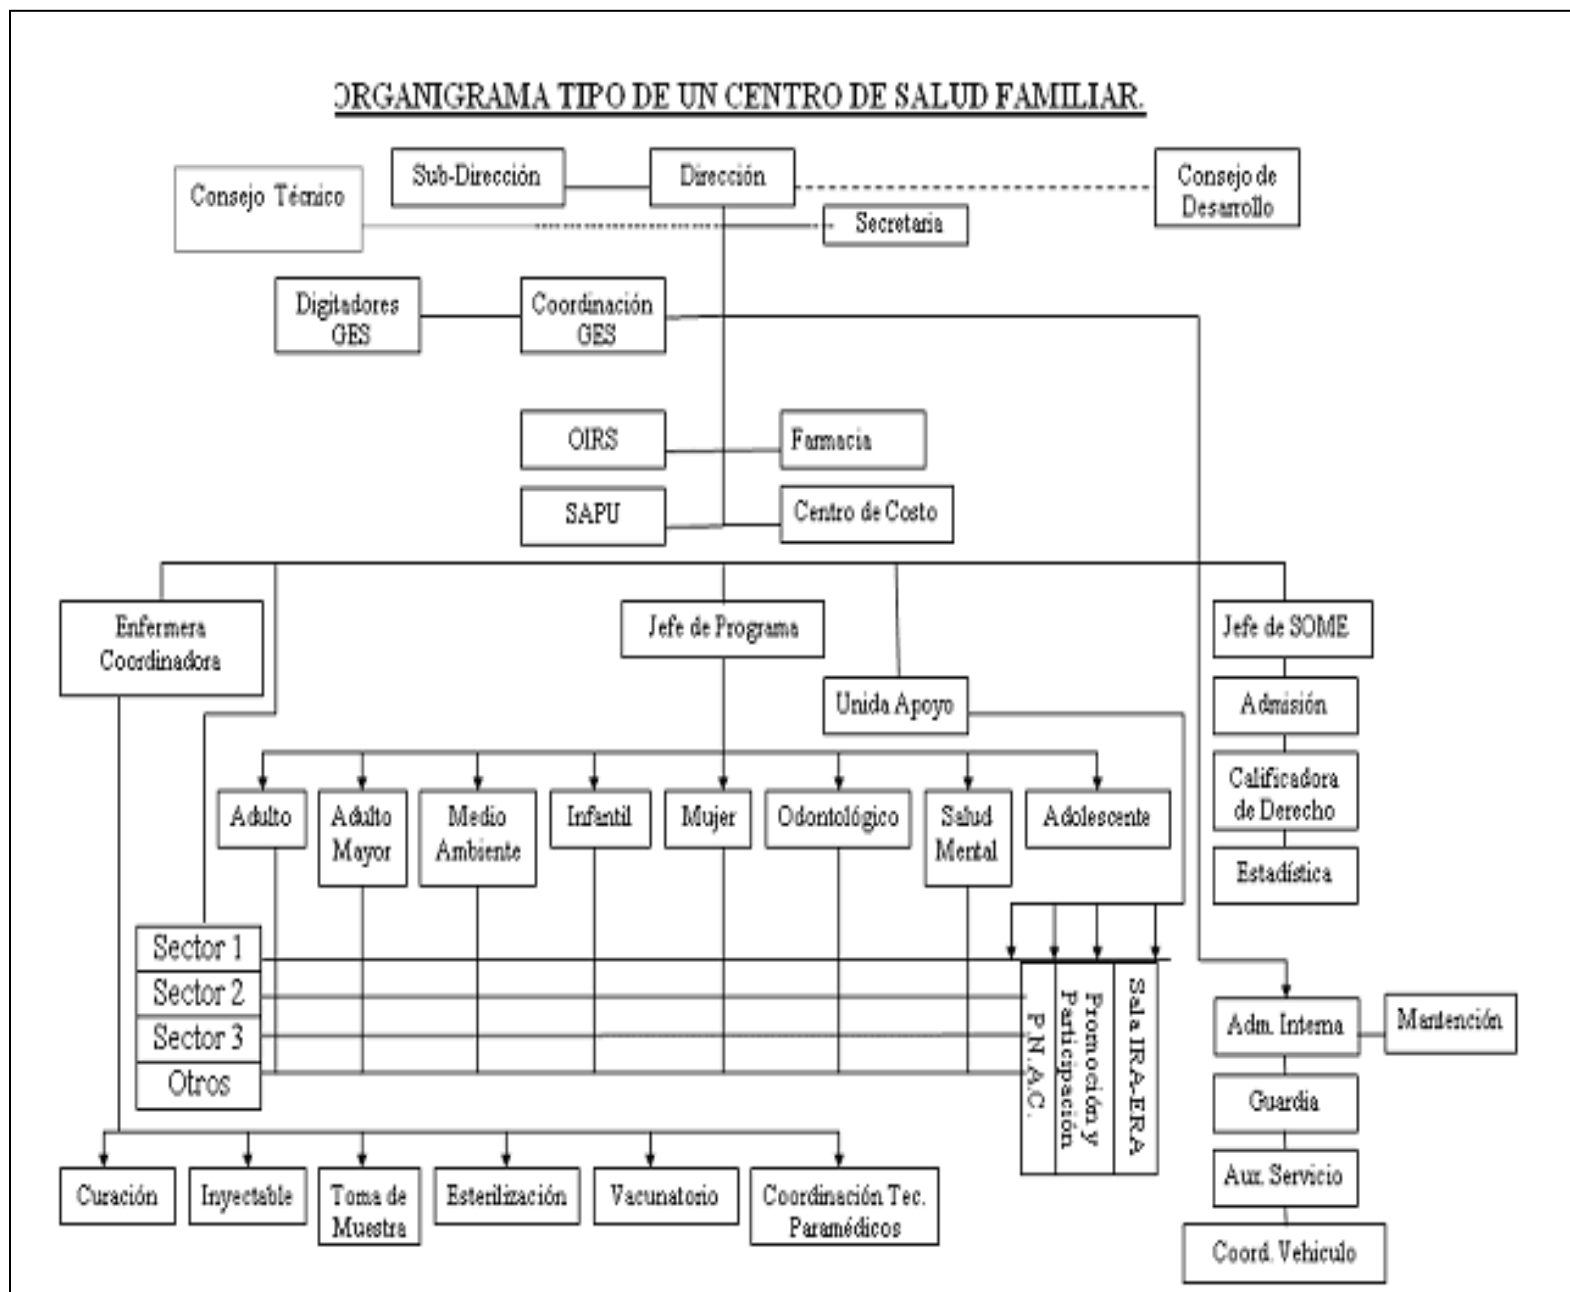 ORGANIGRAMA TIPO DE UN CENTRO DE SALUD FAMILIAR.
Consejo Técnico
Sub-Dirección
Dirección
Consejo de
Desarrollo
Secretaria
Digitadores
GES
Coordinación
GES
OIRS
Farmacia
SAPU
Centro de Costo
Enfermera
Coordinadora
Jefe de Programa
Jefe de SOME
Unida Apoyo
Admisión
Calificadora
de Derecho
Estadística
Adulto
Adulto
Mayor
Medio
Ambiente
Infantil
Mujer
Odontológico
Salud
Mental
Adolescente
Sector 1
Sector 2
Sector 3
Otros
P.N.A.C.
Promoción y
Participación
Sala IRA-ERA
Adm. Interna
Mantención
Guardia
Aux. Servicio
Coord. Vehiculo
Curación
Inyectable
Toma de
Muestra
Esterilización
Vacunatorio
Coordinación Tec.
Paramédicos